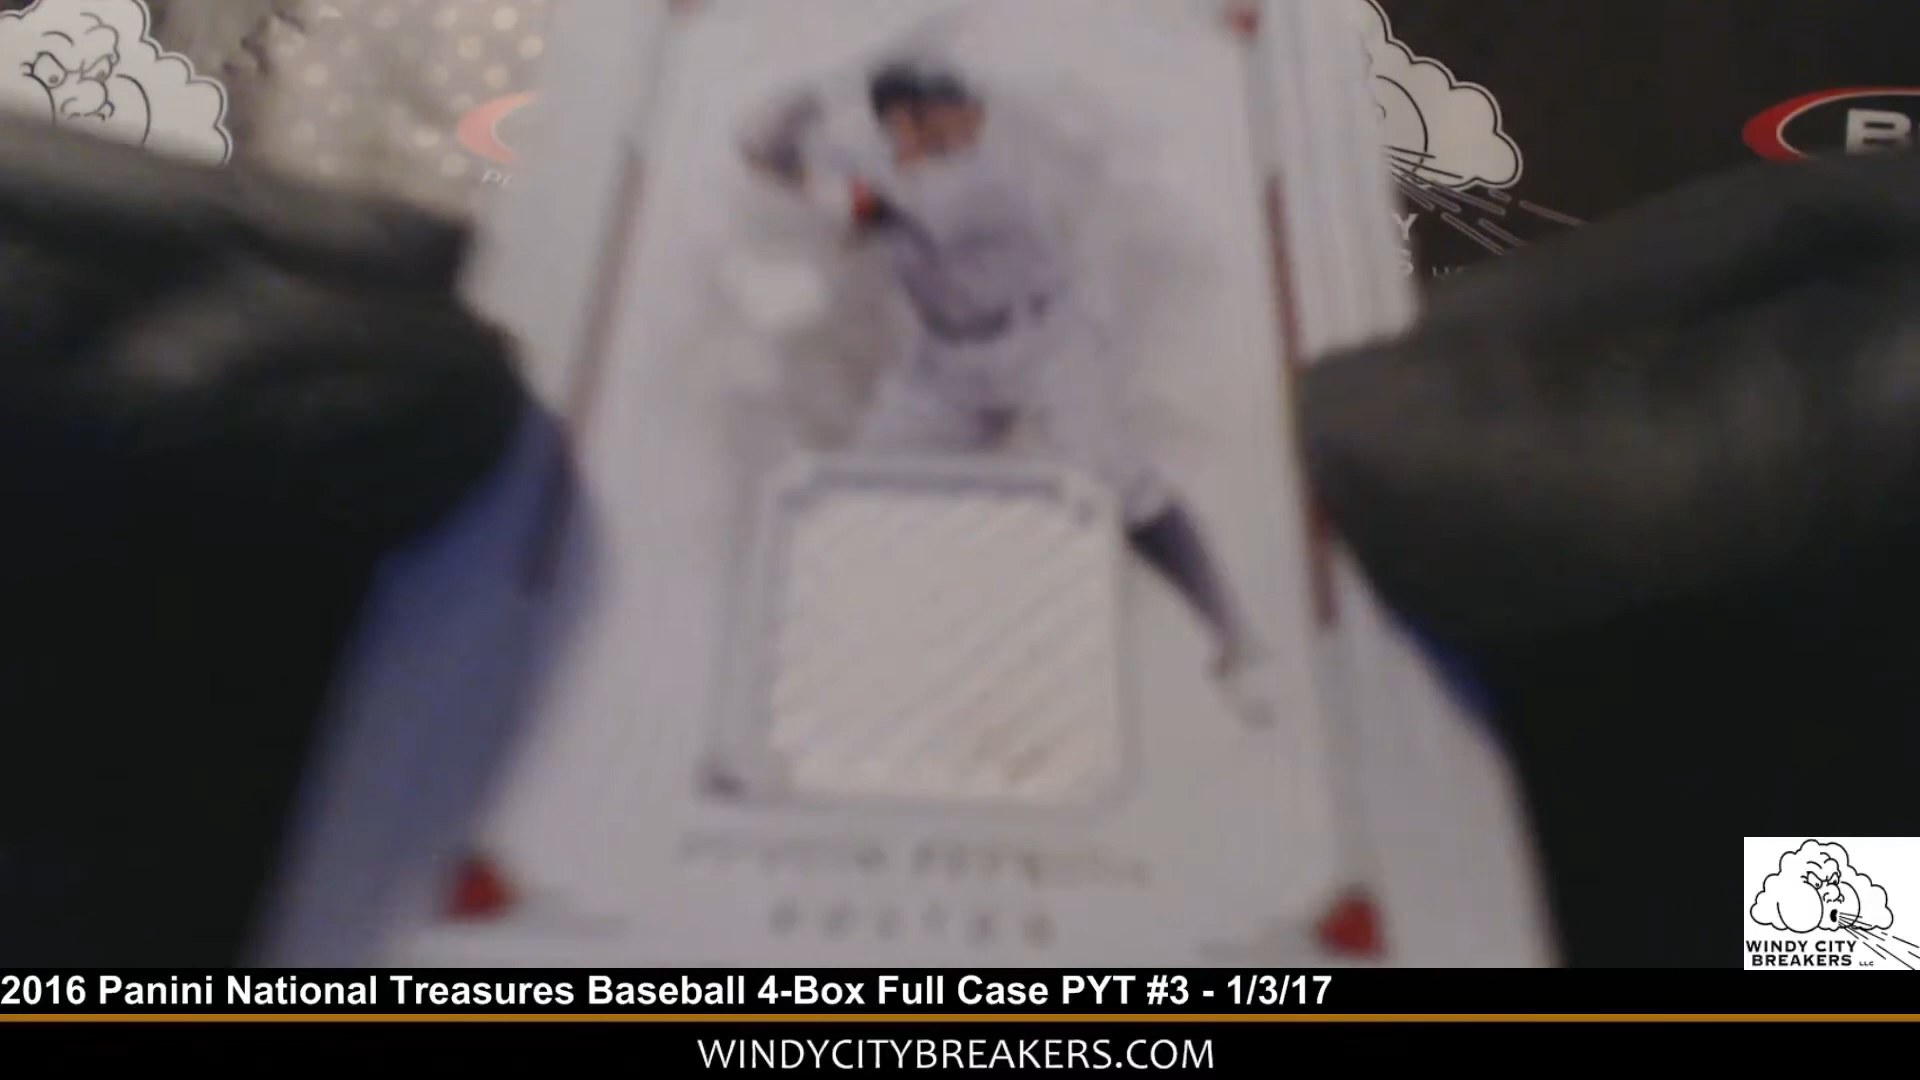 B
Y
S
WINDY CITY
BREAKERS LLC
2016 Panini National Treasures Baseball 4-Box Full Case PYT #3 - 1/3/17
WINDYCITYBREAKERS.COM